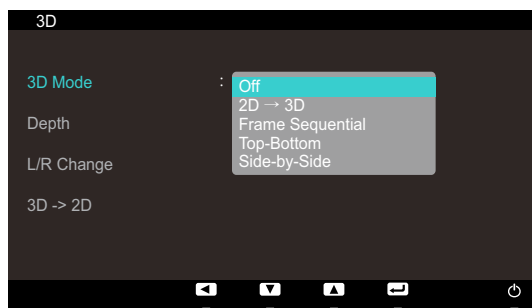 3D
3D Mode : Off
2D → 3D
Depth Frame Sequential
Top-Bottom
L/R Change Side-by-Side
3D -> 2D